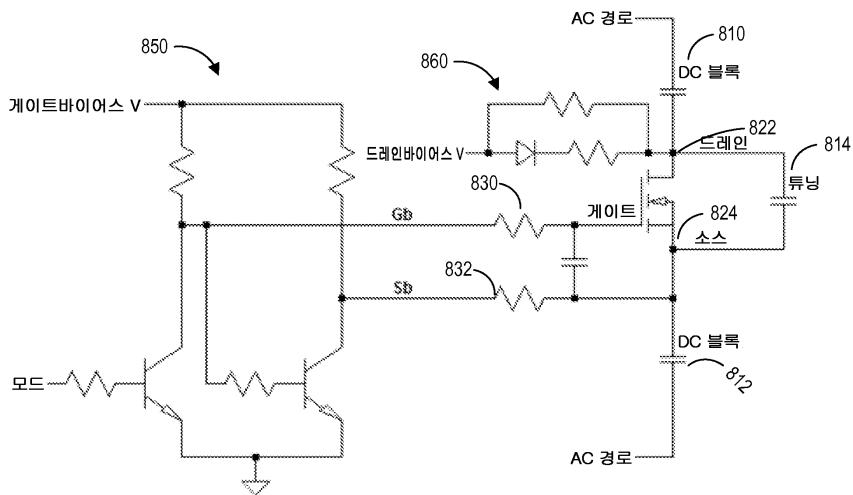 AC 경로
810
DC 블록
850
860
게이트바이어스 V
822
드레인
814
드레인바이어스 V
튜닝
830
게이트
824
Gb
소스
832
Sb
DC 블록
모드
812
AC 경로